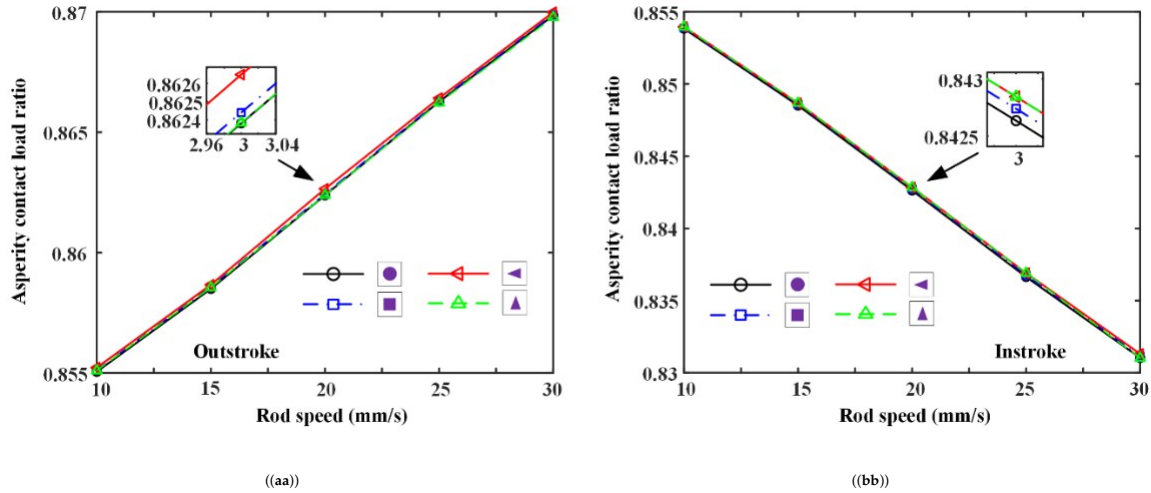 0.87
0.865
0.86
0.855
Asperity contact load ratio
0.8626
0.8625
0.8624
2.96 3 3.04
Outstroke
10 15 20 25 30
Rod speed (mm/s)
((aa))
0.855
0.85
0.845
0.84
0.835
0.83
Asperity contact load ratio
0.843
0.8425
3
Instroke
10 15 20 25 30
Rod speed (mm/s)
((bb))